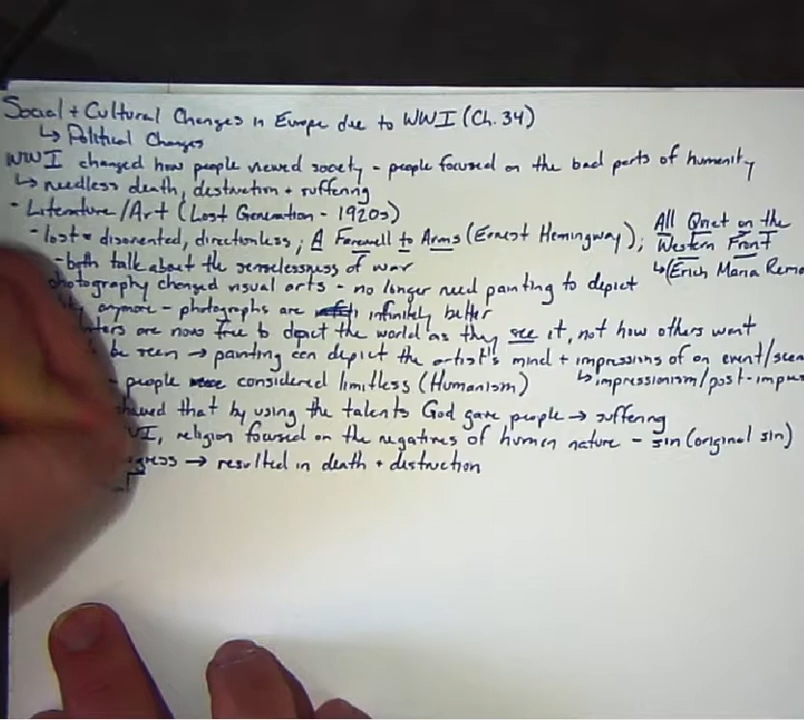 Social + Cultural Changes in Europe due to WWI (Ch. 34)
↳ Political Changes
WWI changed how people viewed society - people focused on the bad parts of humanity
↳ needless death, destruction + suffering
- Literature/Art (Lost Generation - 1920s)
- lost = disoriented, directionless; A Farewell to Arms (Ernest Hemingway); All Quiet on the
Western Front
↳ (Erich Maria Rema
- both talk about the senselessness of war
photography changed visual arts - no longer need painting to depict
anymore - photographs are infinitely better
are now free to depict the world as they see it, not how others want
be seen → painting can depict the artist's mind + impressions of an event/scen
↳ impressionism/post-impre
- people were considered limitless (Humanism)
showed that by using the talents God gave people → suffering
WWI, religion focused on the negatives of human nature - sin (original sin)
→ resulted in death + destruction